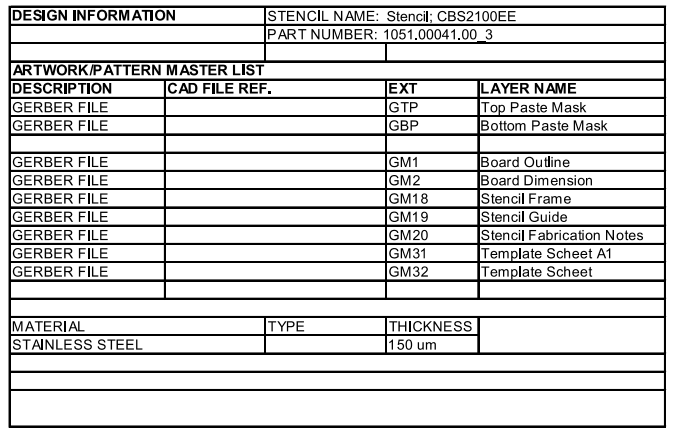 DESIGN INFORMATION STENCIL NAME: Stencil; CBS2100EE
PART NUMBER: 1051.00041.00_3
ARTWORK/PATTERN MASTER LIST
DESCRIPTION CAD FILE REF. EXT LAYER NAME
GERBER FILE GTP Top Paste Mask
GERBER FILE GBP Bottom Paste Mask
GERBER FILE GM1 Board Outline
GERBER FILE GM2 Board Dimension
GERBER FILE GM18 Stencil Frame
GERBER FILE GM19 Stencil Guide
GERBER FILE GM20 Stencil Fabrication Notes
GERBER FILE GM31 Template Scheet A1
GERBER FILE GM32 Template Scheet
MATERIAL TYPE THICKNESS
STAINLESS STEEL 150 um